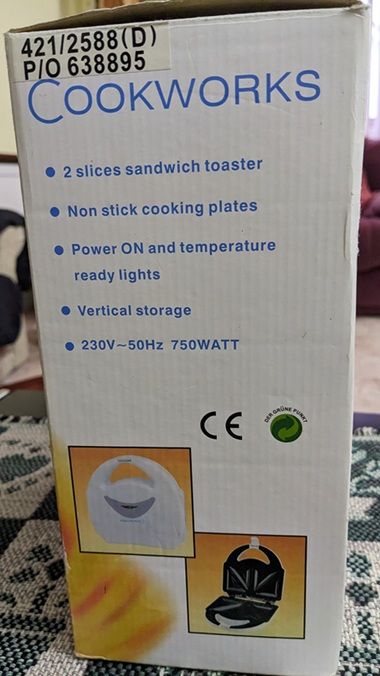 421/2588(D)
P/O 638895
COOKWORKS
• 2 slices sandwich toaster
• Non stick cooking plates
• Power ON and temperature
ready lights
• Vertical storage
• 230V~50Hz 750WATT
CE
DER GRÜNE PUNKT